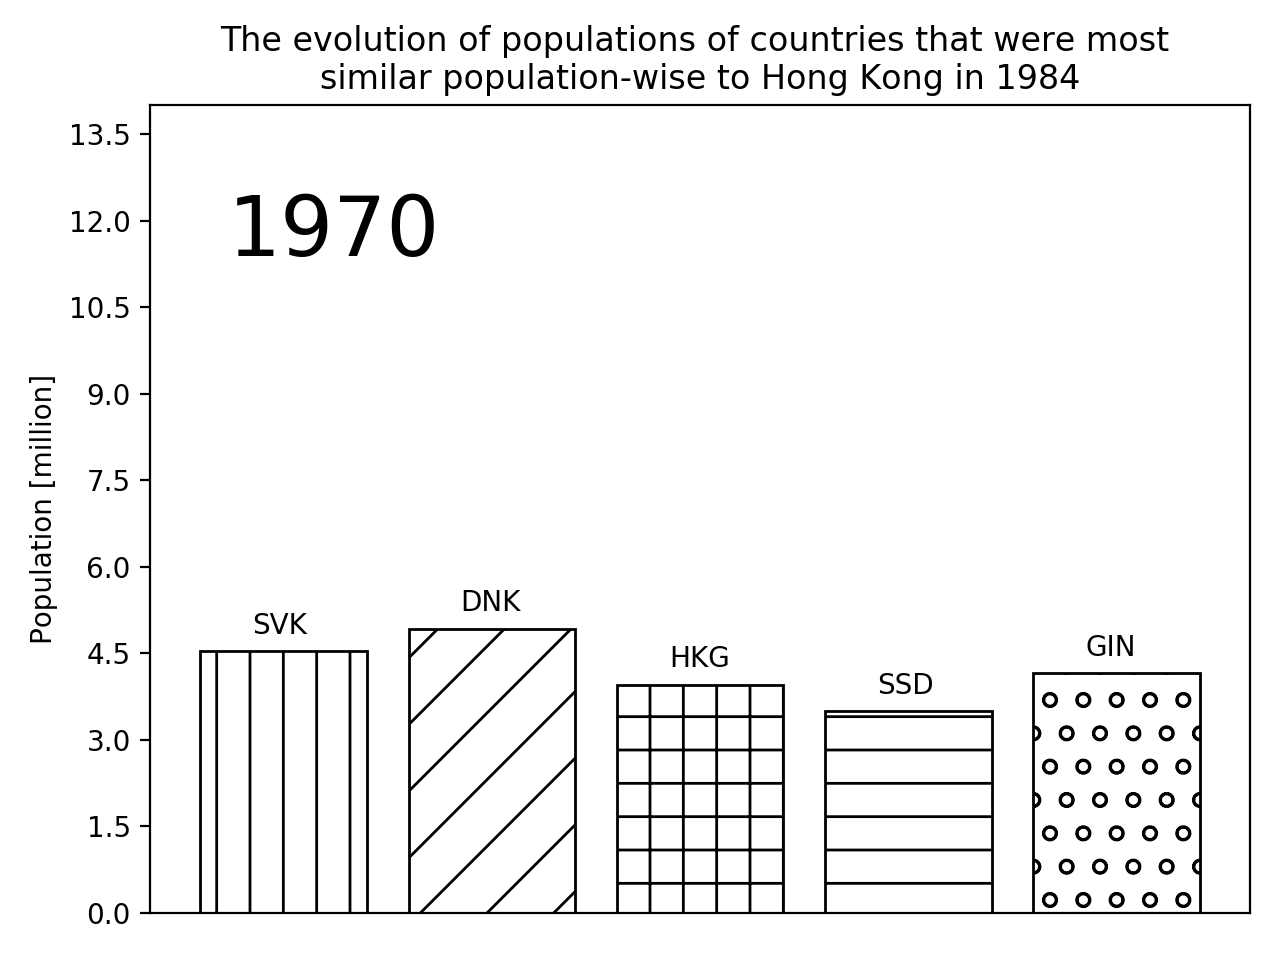 The evolution of populations of countries that were most
similar population-wise to Hong Kong in 1984
1970
Population [million]
13.5
12.0
10.5
9.0
7.5
6.0
4.5
3.0
1.5
0.0
SVK
DNK
HKG
SSD
GIN